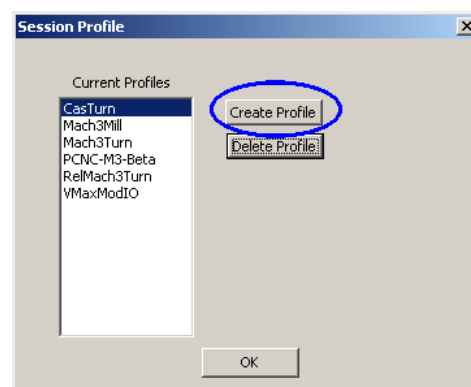 Session Profile
Current Profiles
CasTurn
Mach3Mill
Mach3Turn
PCNC-M3-Beta
RelMach3Turn
VMaxModIO
Create Profile
Delete Profile
OK